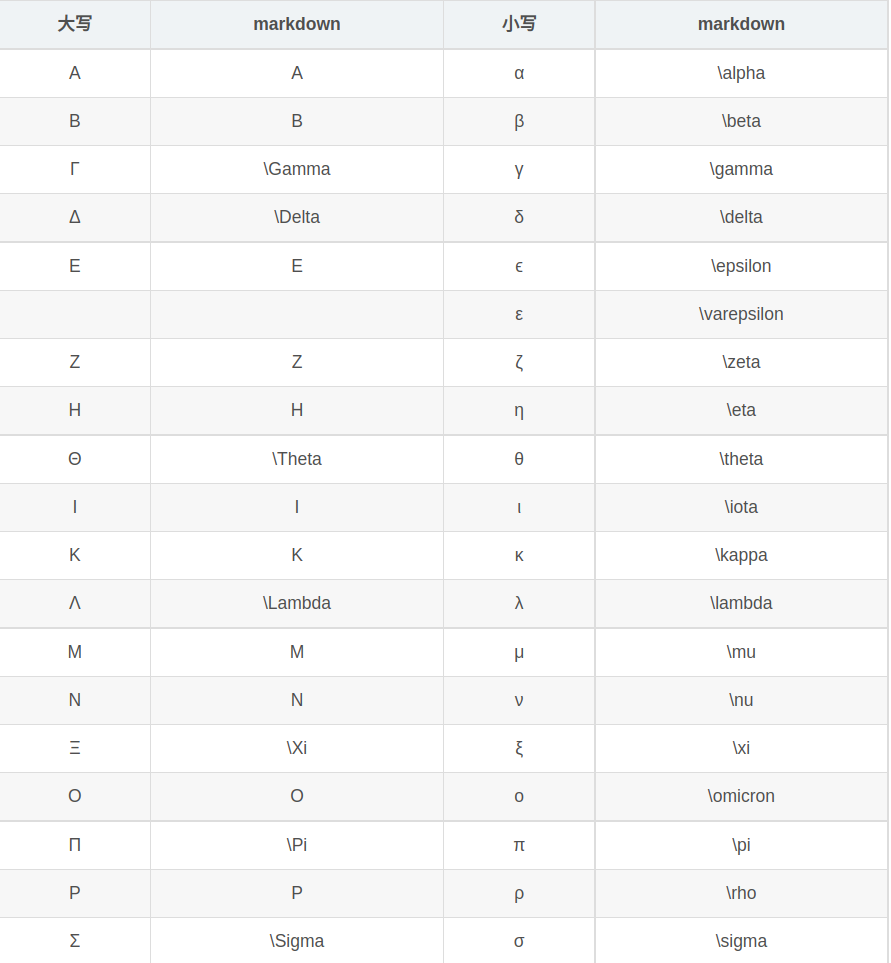 大写 markdown 小写 markdown
Α A α \alpha
Β B β \beta
Γ \Gamma γ \gamma
Δ \Delta δ \delta
Ε E ϵ \epsilon
ε \varepsilon
Ζ Z ζ \zeta
Η H η \eta
Θ \Theta θ \theta
Ι I ι \iota
Κ K κ \kappa
Λ \Lambda λ \lambda
Μ M μ \mu
Ν N ν \nu
Ξ \Xi ξ \xi
Ο O ο \omicron
Π \Pi π \pi
Ρ P ρ \rho
Σ \Sigma σ \sigma